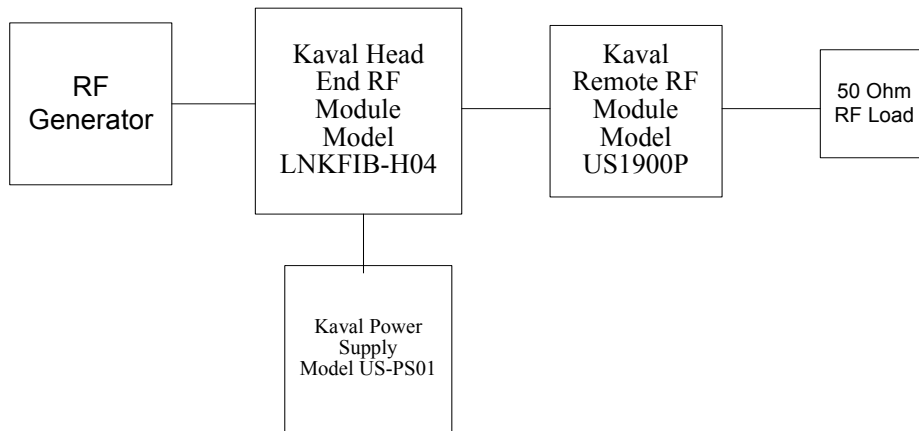 RF
Generator
Kaval Head
End RF
Module
Model
LNKFIB-H04
Kaval
Remote RF
Module
Model
US1900P
50 Ohm
RF Load
Kaval Power
Supply
Model US-PS01